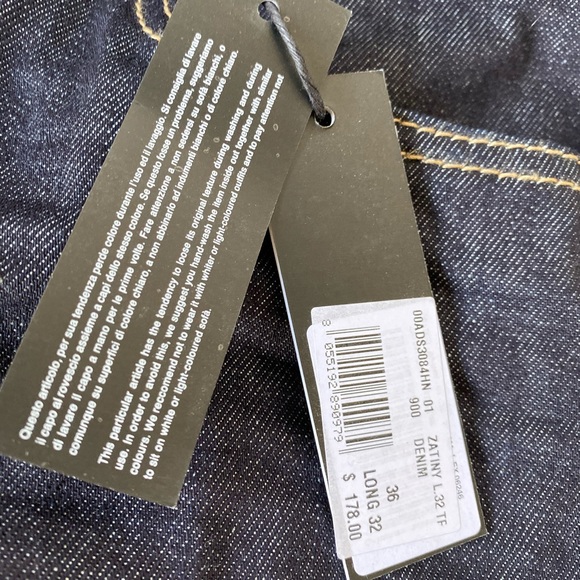 Questo articolo, per sua tendenza perde colore durante l'uso ed il lavaggio. Si consiglia di lavare
il capo al rovescio assieme a capi dello stesso colore. Se questo fosse un problema, suggeriamo
di lavare il capo a mano per le prime volte. Fare attenzione a non sedersi su sofà bianchi, o
comunque su superfici di colore chiaro, a non abbinarlo ad indumenti bianchi o di colore chiaro.
This particular article has the tendency to loose its original texture during washing and during
use. In order to avoid this, we suggest you hand-wash the item inside out together with similar
colours. We recommend not to wear it with whiter or light-coloured outfits and to pay attention not
to sit on white or light-coloured sofà.
00ADS3084HN 01
900
ZATINY L.32 TF
DENIM
8 055192 890979
36
LONG 32
$ 178.00